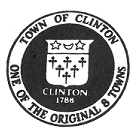 TOWN OF CLINTON
CLINTON
1788
ONE OF THE ORIGINAL 8 TOWNS